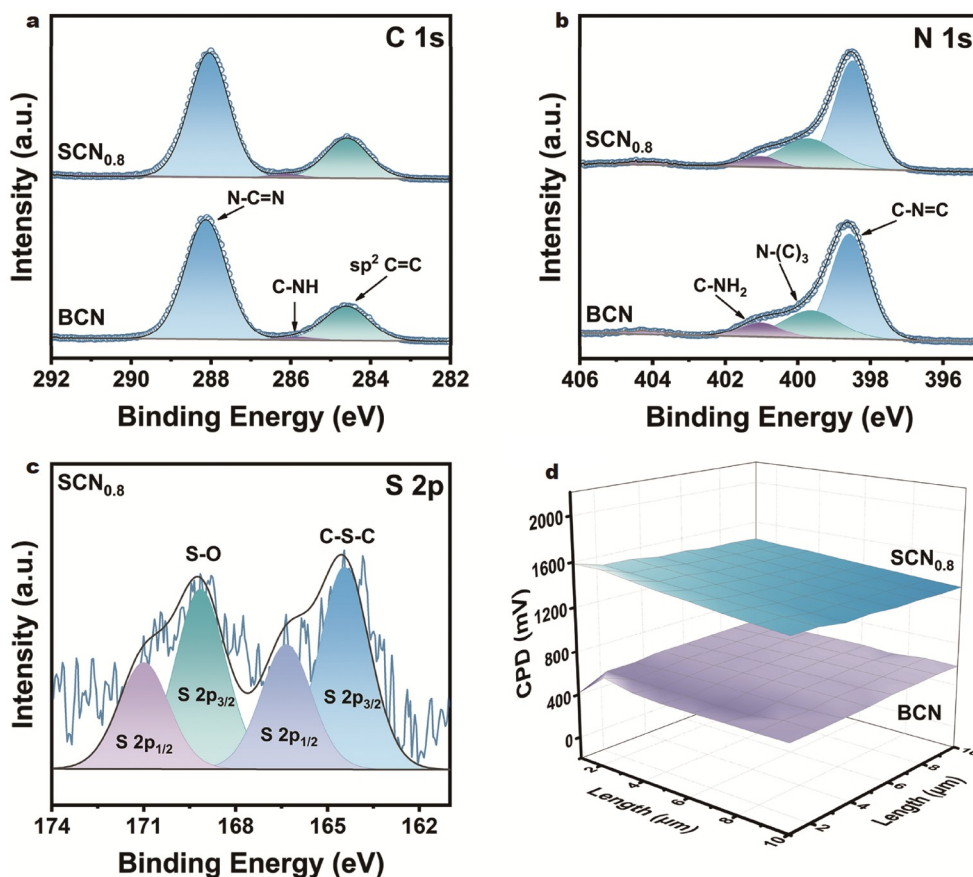 a
C 1s
Intensity (a.u.)
SCN₀.₈
N-C=N
C-NH
sp² C=C
BCN
292 290 288 286 284 282
Binding Energy (eV)
b
N 1s
Intensity (a.u.)
SCN₀.₈
C-N=C
N-(C)₃
C-NH₂
BCN
406 404 402 400 398 396
Binding Energy (eV)
c
SCN₀.₈
S 2p
Intensity (a.u.)
S-O
C-S-C
S 2p₁/₂
S 2p₃/₂
S 2p₁/₂
S 2p₃/₂
174 171 168 165 162
Binding Energy (eV)
d
CPD (mV)
2000
1600
1200
800
400
0
SCN₀.₈
BCN
2 4 6 8 10
Length (μm)
2 4 6 8 10
Length (μm)